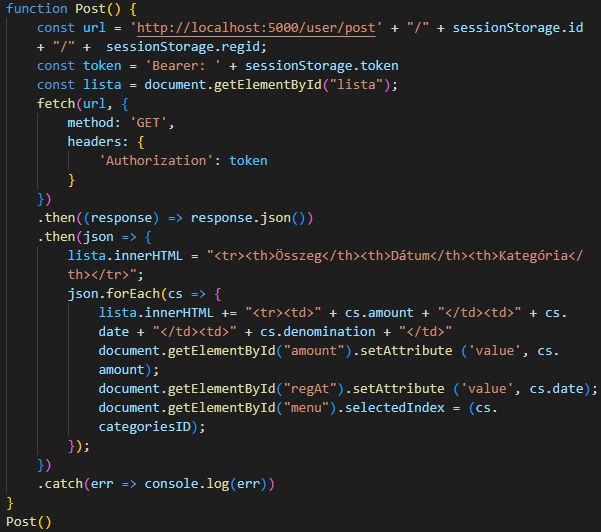 function Post() {
const url = 'http://localhost:5000/user/post' + "/" + sessionStorage.id
+ "/" +  sessionStorage.regid;
const token = 'Bearer: ' + sessionStorage.token
const lista = document.getElementById("lista");
fetch(url, {
method: 'GET',
headers: {
'Authorization': token
}
})
.then((response) => response.json())
.then(json => {
lista.innerHTML = "<tr><th>Összeg</th><th>Dátum</th><th>Kategória</
th></tr>";
json.forEach(cs => {
lista.innerHTML += "<tr><td>" + cs.amount + "</td><td>" + cs.
date + "</td><td>" + cs.denomination + "</td>"
document.getElementById("amount").setAttribute ('value', cs.
amount);
document.getElementById("regAt").setAttribute ('value', cs.date);
document.getElementById("menu").selectedIndex = (cs.
categoriesID);
});
})
.catch(err => console.log(err))
}
Post()